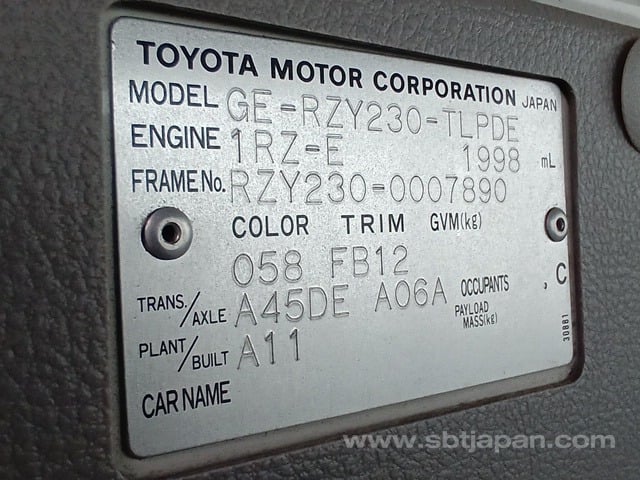 TOYOTA MOTOR CORPORATION JAPAN
MODEL GE-RZY230-TLPDE
ENGINE 1RZ-E 1998 mL
FRAME No. RZY230-0007890
COLOR TRIM GVM(kg)
058 FB12
TRANS./AXLE A45DE A06A OCCUPANTS , C
PAYLOAD MASS(kg)
PLANT/BUILT A11
CAR NAME
30881
www.sbtjapan.com